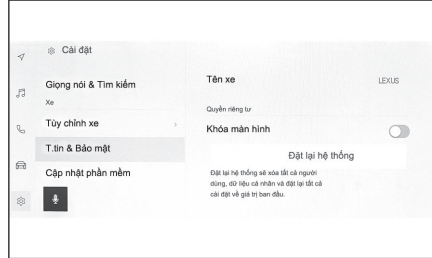 Cài đặt
Giọng nói & Tìm kiếm
Xe
Tùy chỉnh xe
T.tin & Bảo mật
Cập nhật phần mềm
Tên xe
LEXUS
Quyền riêng tư
Khóa màn hình
Đặt lại hệ thống
Đặt lại hệ thống sẽ xóa tất cả người
dùng, dữ liệu cá nhân và đặt lại tất cả
cài đặt về giá trị ban đầu.